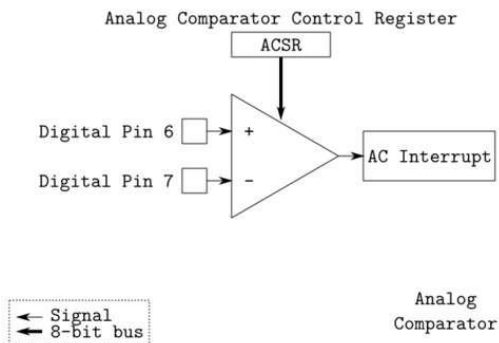 Analog Comparator Control Register
ACSR
Digital Pin 6
+
AC Interrupt
Digital Pin 7
−
Signal
8-bit bus
Analog
Comparator